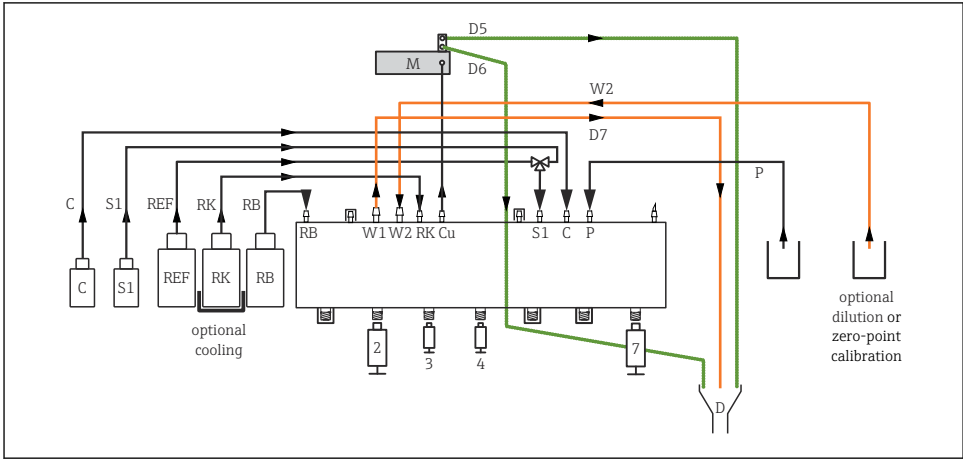 D5
M
D6
W2
D7
P
C
S1
REF
RK
RB
RB
W1
W2
RK
Cu
S1
C
P
C
S1
REF
RK
RB
optional
cooling
optional
dilution or
zero-point
calibration
2
3
4
7
D